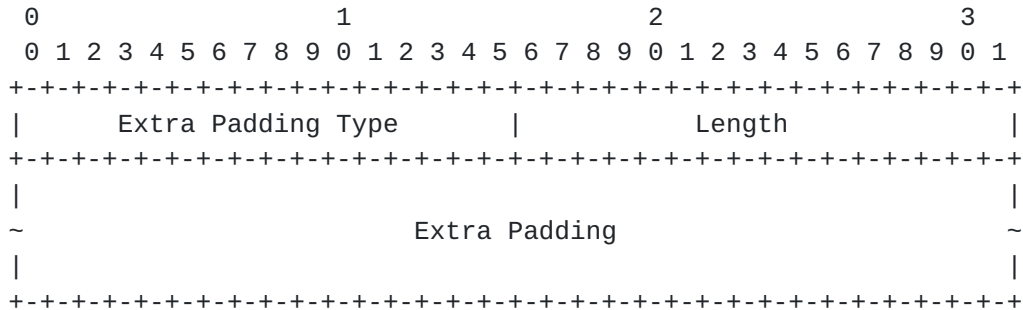 0                   1                   2                   3
 0 1 2 3 4 5 6 7 8 9 0 1 2 3 4 5 6 7 8 9 0 1 2 3 4 5 6 7 8 9 0 1
+-+-+-+-+-+-+-+-+-+-+-+-+-+-+-+-+-+-+-+-+-+-+-+-+-+-+-+-+-+-+-+-+
|      Extra Padding Type       |           Length              |
+-+-+-+-+-+-+-+-+-+-+-+-+-+-+-+-+-+-+-+-+-+-+-+-+-+-+-+-+-+-+-+-+
|                                                               |
~                         Extra Padding                         ~
|                                                               |
+-+-+-+-+-+-+-+-+-+-+-+-+-+-+-+-+-+-+-+-+-+-+-+-+-+-+-+-+-+-+-+-+